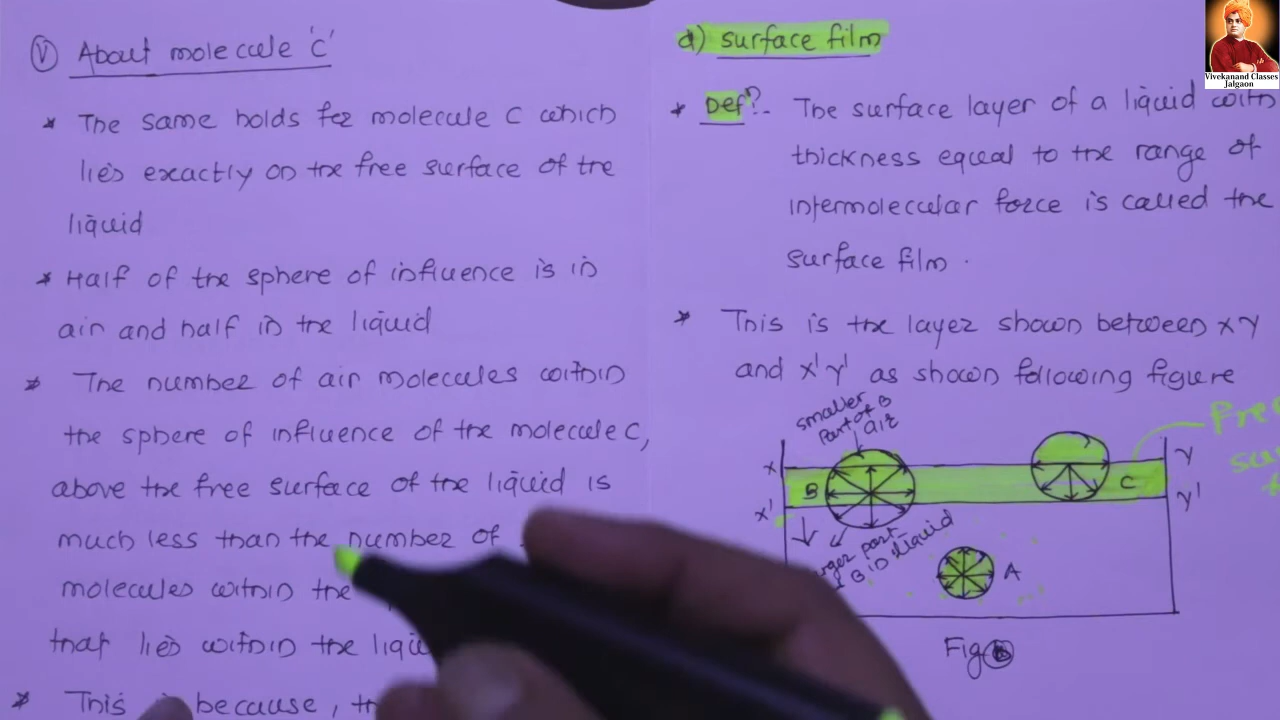 V About molecule 'C'
* The same holds for molecule C which
lies exactly on the free surface of the
liquid
* Half of the sphere of influence is in
air and half in the liquid
* The number of air molecules within
the sphere of influence of the molecule C,
above the free surface of the liquid is
much less than the number of
molecules within the
that lies within the
* This because,
d) surface film
* Defn:- The surface layer of a liquid with
thickness equal to the range of
intermolecular force is called the
surface film.
* This is the layer shown between XY
and X'Y' as shown following figure
smaller
part of B
air
X
X'
B
C
Y
Y'
part
B in liquid
A
Fig
Vivekanand Classes
Jalgaon